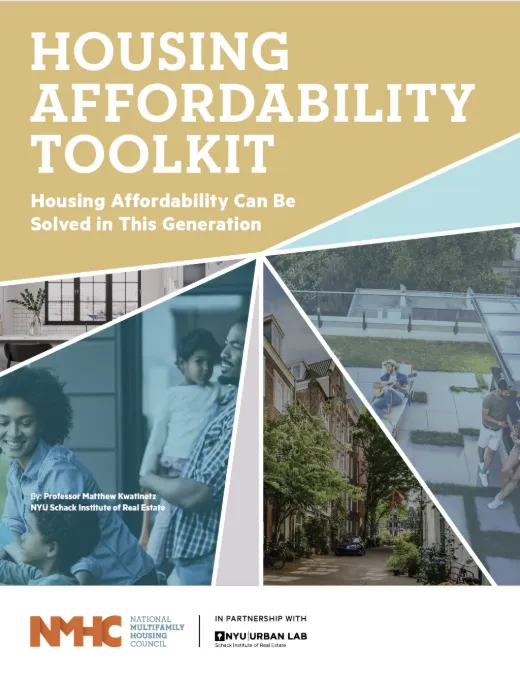 HOUSING
AFFORDABILITY
TOOLKIT
Housing Affordability Can Be
Solved in This Generation
By: Professor Matthew Kwatinetz
NYU Schack Institute of Real Estate
NMHC
NATIONAL
MULTIFAMILY
HOUSING
COUNCIL
IN PARTNERSHIP WITH
NYU URBAN LAB
Schack Institute of Real Estate